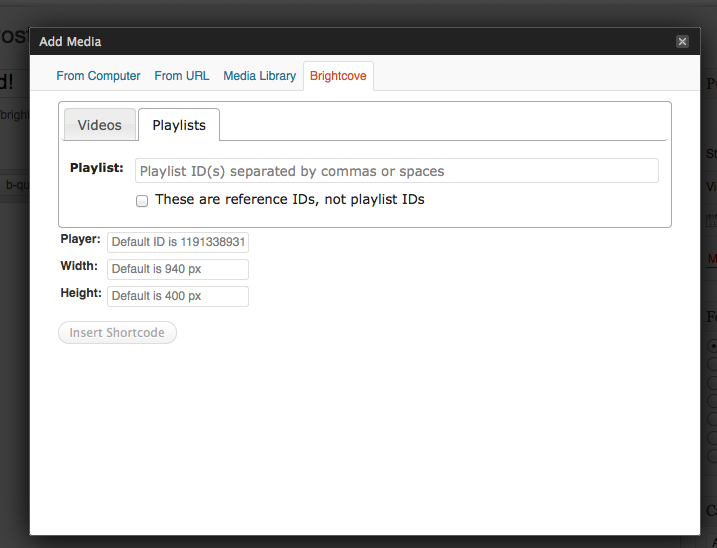 Add Media
From Computer From URL Media Library Brightcove
Videos Playlists
Playlist: Playlist ID(s) separated by commas or spaces
These are reference IDs, not playlist IDs
Player: Default ID is 1191338931
Width: Default is 940 px
Height: Default is 400 px
Insert Shortcode